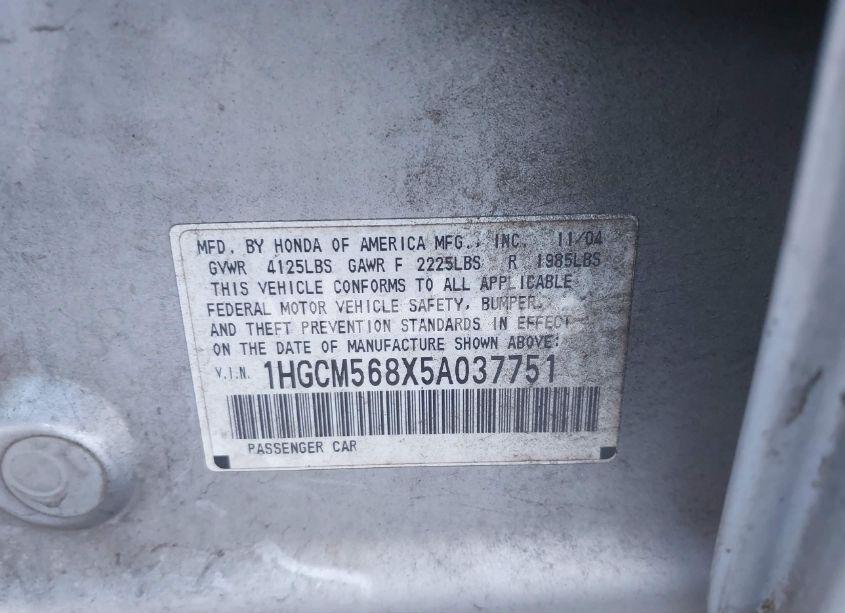 MFD. BY HONDA OF AMERICA MFG., INC. 11/04
GVWR 4125LBS GAWR F 2225LBS R 1985LBS
THIS VEHICLE CONFORMS TO ALL APPLICABLE
FEDERAL MOTOR VEHICLE SAFETY, BUMPER,
AND THEFT PREVENTION STANDARDS IN EFFECT
ON THE DATE OF MANUFACTURE SHOWN ABOVE:
V.I.N. 1HGCM568X5A037751
PASSENGER CAR